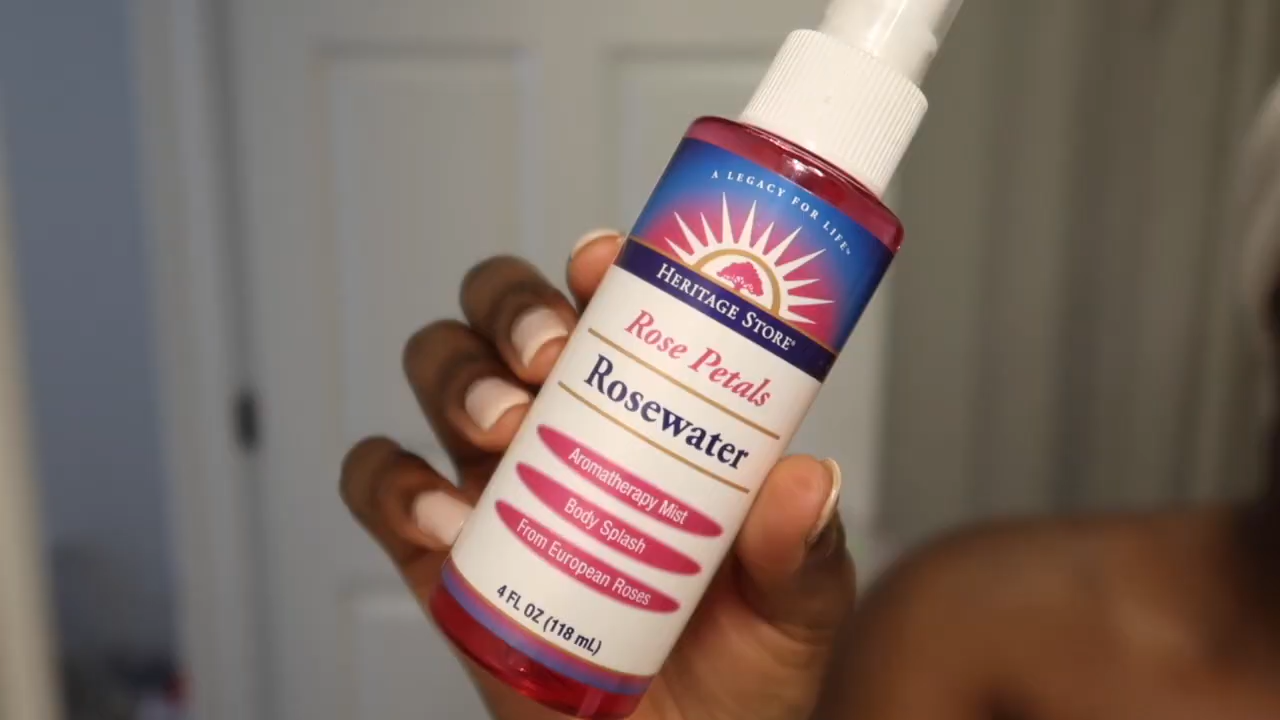 A LEGACY FOR LIFE™
HERITAGE STORE®
Rose Petals
Rosewater
Aromatherapy Mist
Body Splash
From European Roses
4 FL OZ (118 mL)